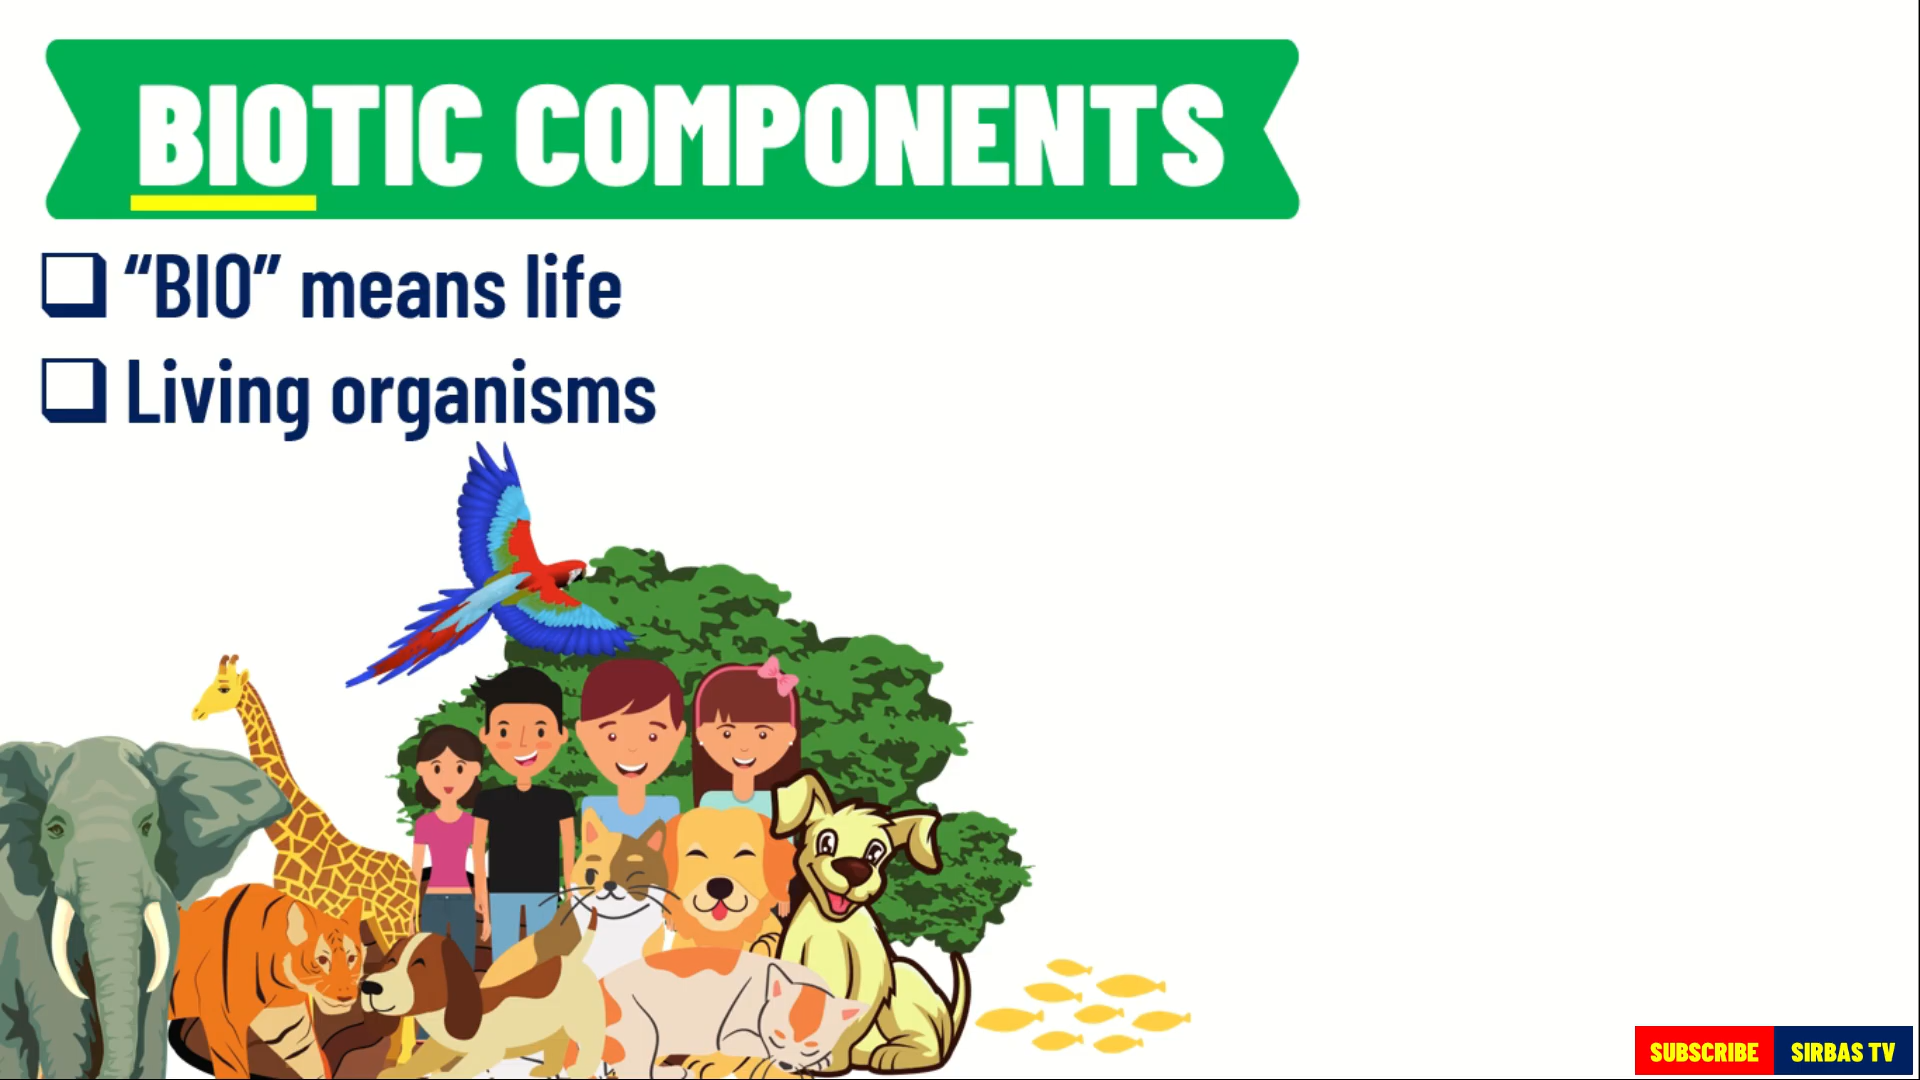 BIOTIC COMPONENTS
“BIO” means life
Living organisms
SUBSCRIBE SIRBAS TV